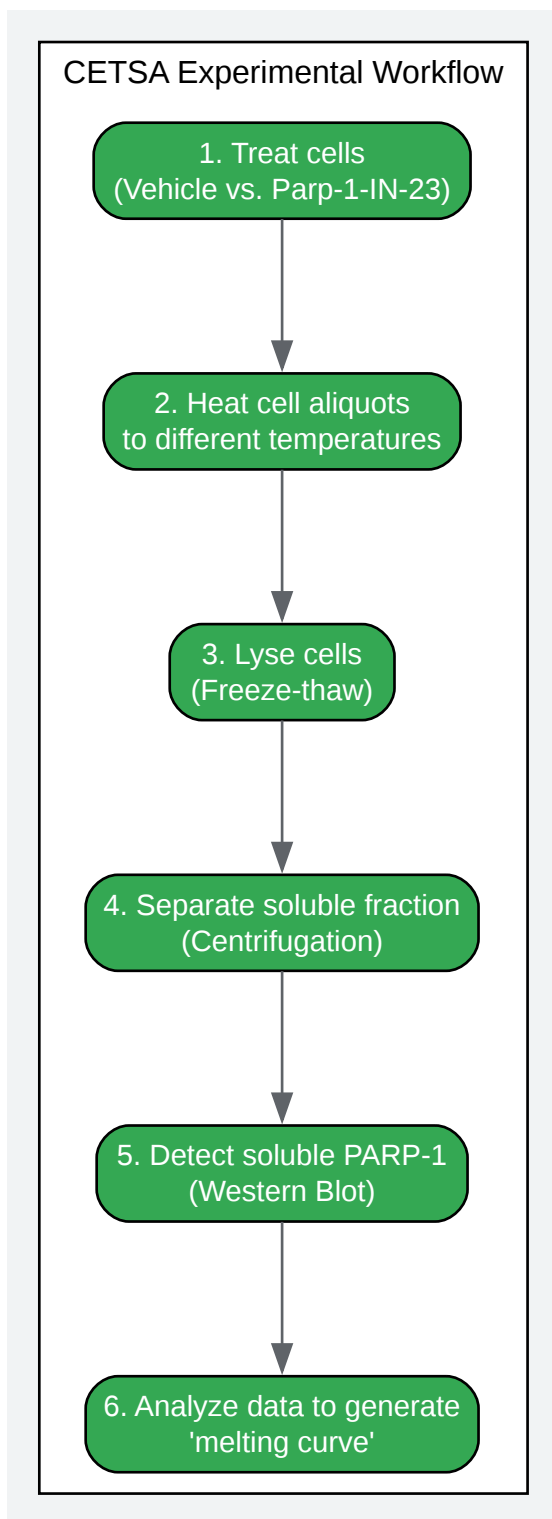 CETSA Experimental Workflow
1. Treat cells
(Vehicle vs. Parp-1-IN-23)
2. Heat cell aliquots
to different temperatures
3. Lyse cells
(Freeze-thaw)
4. Separate soluble fraction
(Centrifugation)
5. Detect soluble PARP-1
(Western Blot)
6. Analyze data to generate
'melting curve'